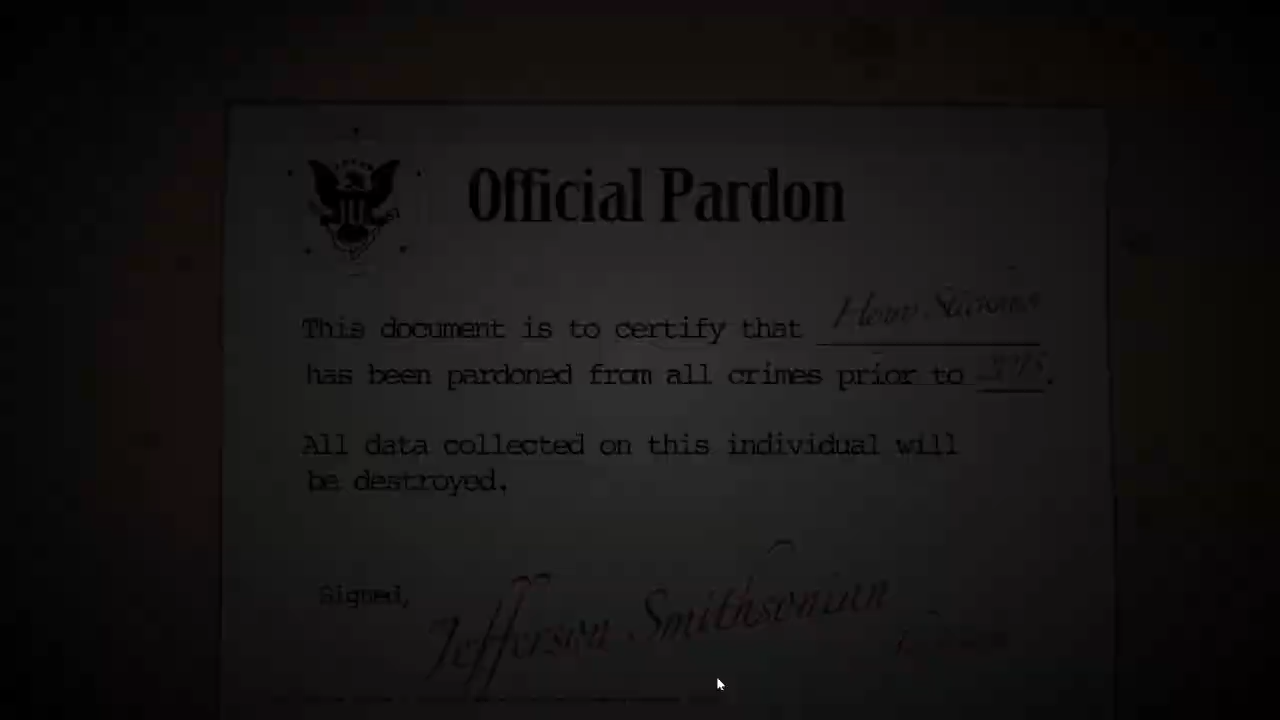 Official Pardon
This document is to certify that
has been pardoned from all crimes prior to
All data collected on this individual will
be destroyed.
Signed,
Jefferson Smithsonian